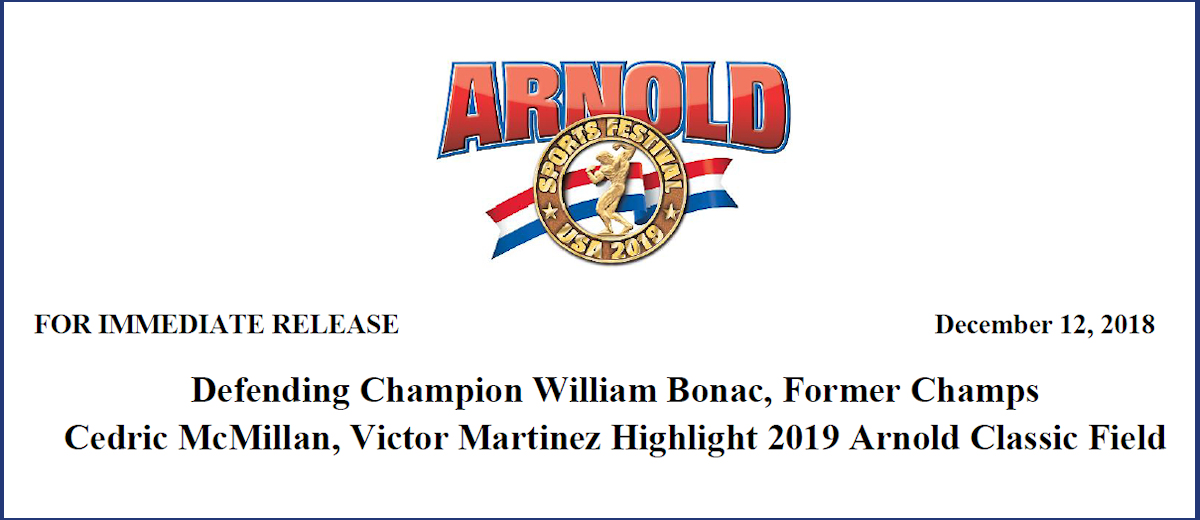 ARNOLD
SPORTS FESTIVAL
USA 2019
FOR IMMEDIATE RELEASE
December 12, 2018
Defending Champion William Bonac, Former Champs
Cedric McMillan, Victor Martinez Highlight 2019 Arnold Classic Field